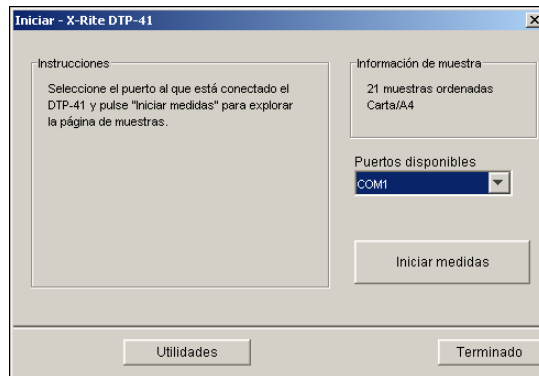 Iniciar - X-Rite DTP-41
Instrucciones
Seleccione el puerto al que está conectado el
DTP-41 y pulse "Iniciar medidas" para explorar
la página de muestras.
Información de muestra
21 muestras ordenadas
Carta/A4
Puertos disponibles
COM1
Iniciar medidas
Utilidades
Terminado